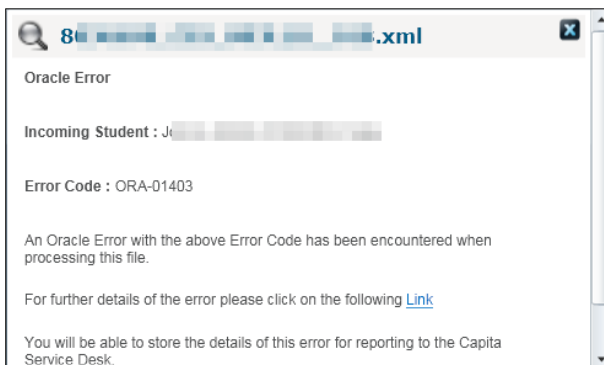 .xml
Oracle Error
Incoming Student :
Error Code : ORA-01403
An Oracle Error with the above Error Code has been encountered when
processing this file.
For further details of the error please click on the following Link
You will be able to store the details of this error for reporting to the Capita
Service Desk.